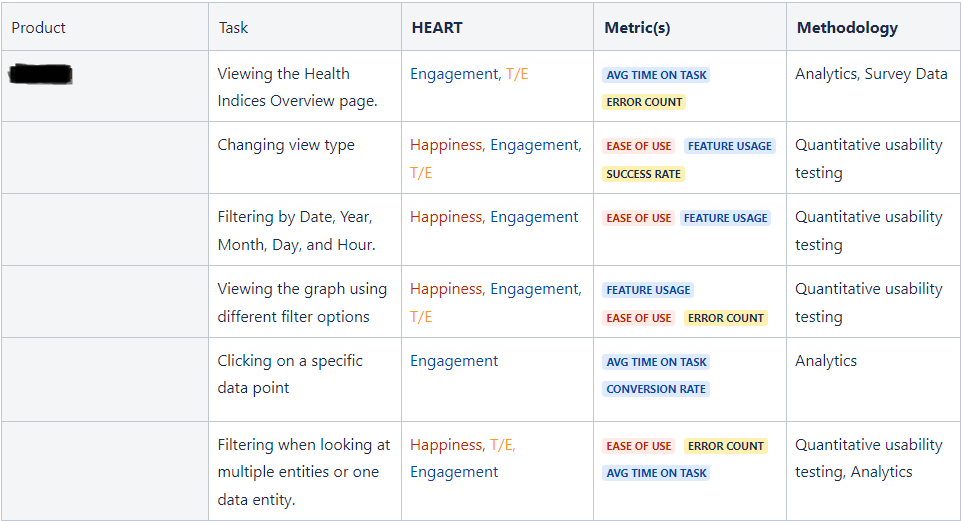 Product Task HEART Metric(s) Methodology
Viewing the Health Engagement, T/E AVG TIME ON TASK Analytics, Survey Data
Indices Overview page. ERROR COUNT
Changing view type Happiness, Engagement, EASE OF USE FEATURE USAGE Quantitative usability
T/E SUCCESS RATE testing
Filtering by Date, Year, Happiness, Engagement EASE OF USE FEATURE USAGE Quantitative usability
Month, Day, and Hour. testing
Viewing the graph using Happiness, Engagement, FEATURE USAGE Quantitative usability
different filter options T/E EASE OF USE ERROR COUNT testing
Clicking on a specific Engagement AVG TIME ON TASK Analytics
data point CONVERSION RATE
Filtering when looking at Happiness, T/E, EASE OF USE ERROR COUNT Quantitative usability
multiple entities or one Engagement AVG TIME ON TASK testing, Analytics
data entity.